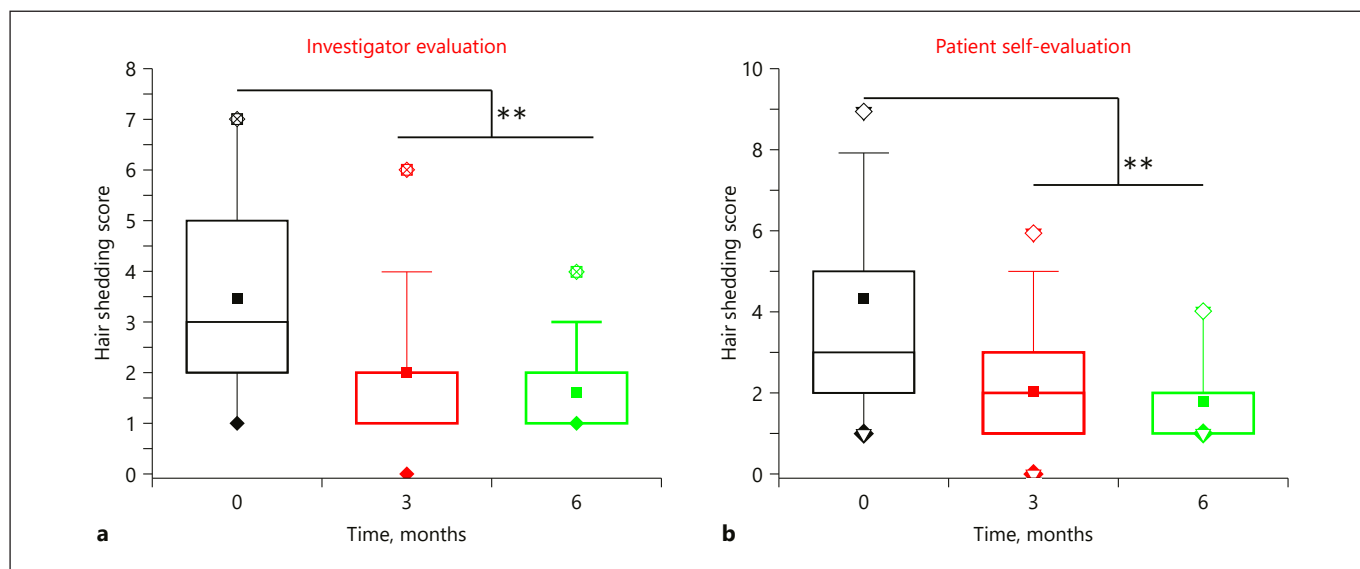 Investigator evaluation
8
7
6
5
4
3
2
1
0
Hair shedding score
**
0 3 6
Time, months
a
Patient self-evaluation
10
8
6
4
2
0
Hair shedding score
**
0 3 6
Time, months
b